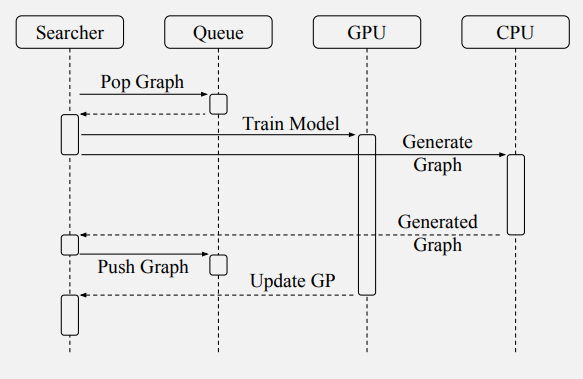 Searcher
Queue
GPU
CPU
Pop Graph
Train Model
Generate
Graph
Generated
Graph
Push Graph
Update GP